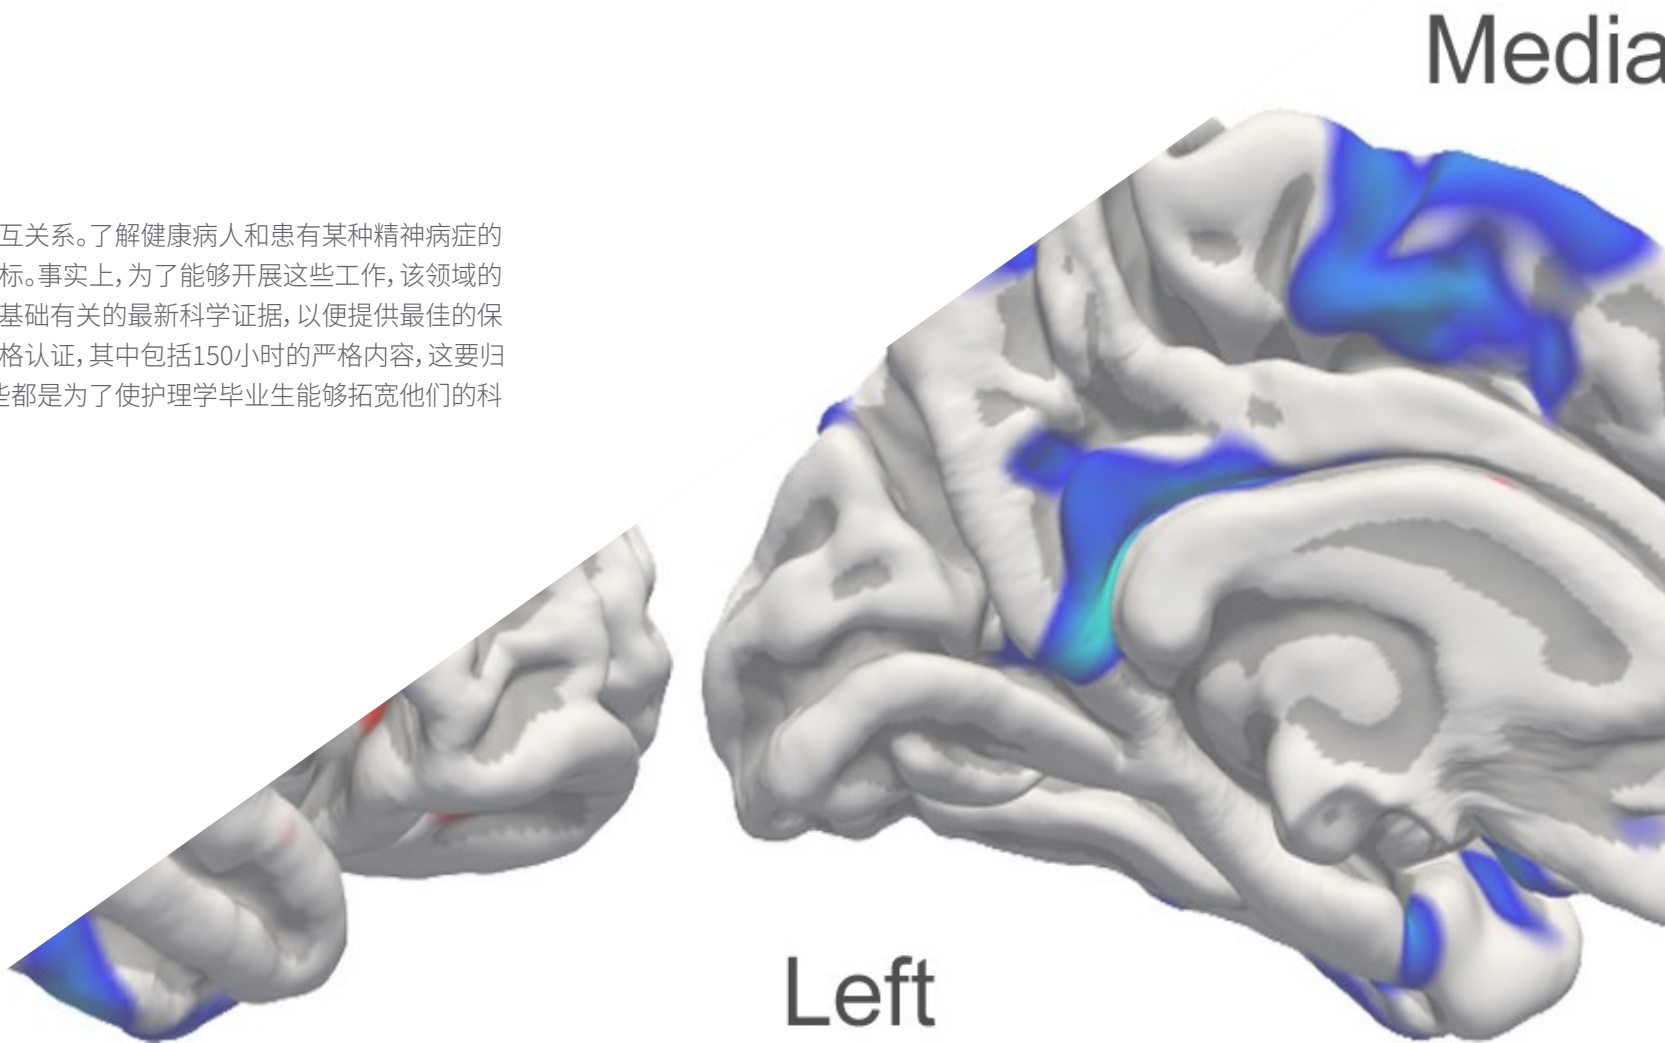 Media
互关系。了解健康病人和患有某种精神病症的
标。事实上，为了能够开展这些工作，该领域的
基础有关的最新科学证据，以便提供最佳的保
格认证，其中包括150小时的严格内容，这要归
些都是为了使护理学毕业生能够拓宽他们的科
Left